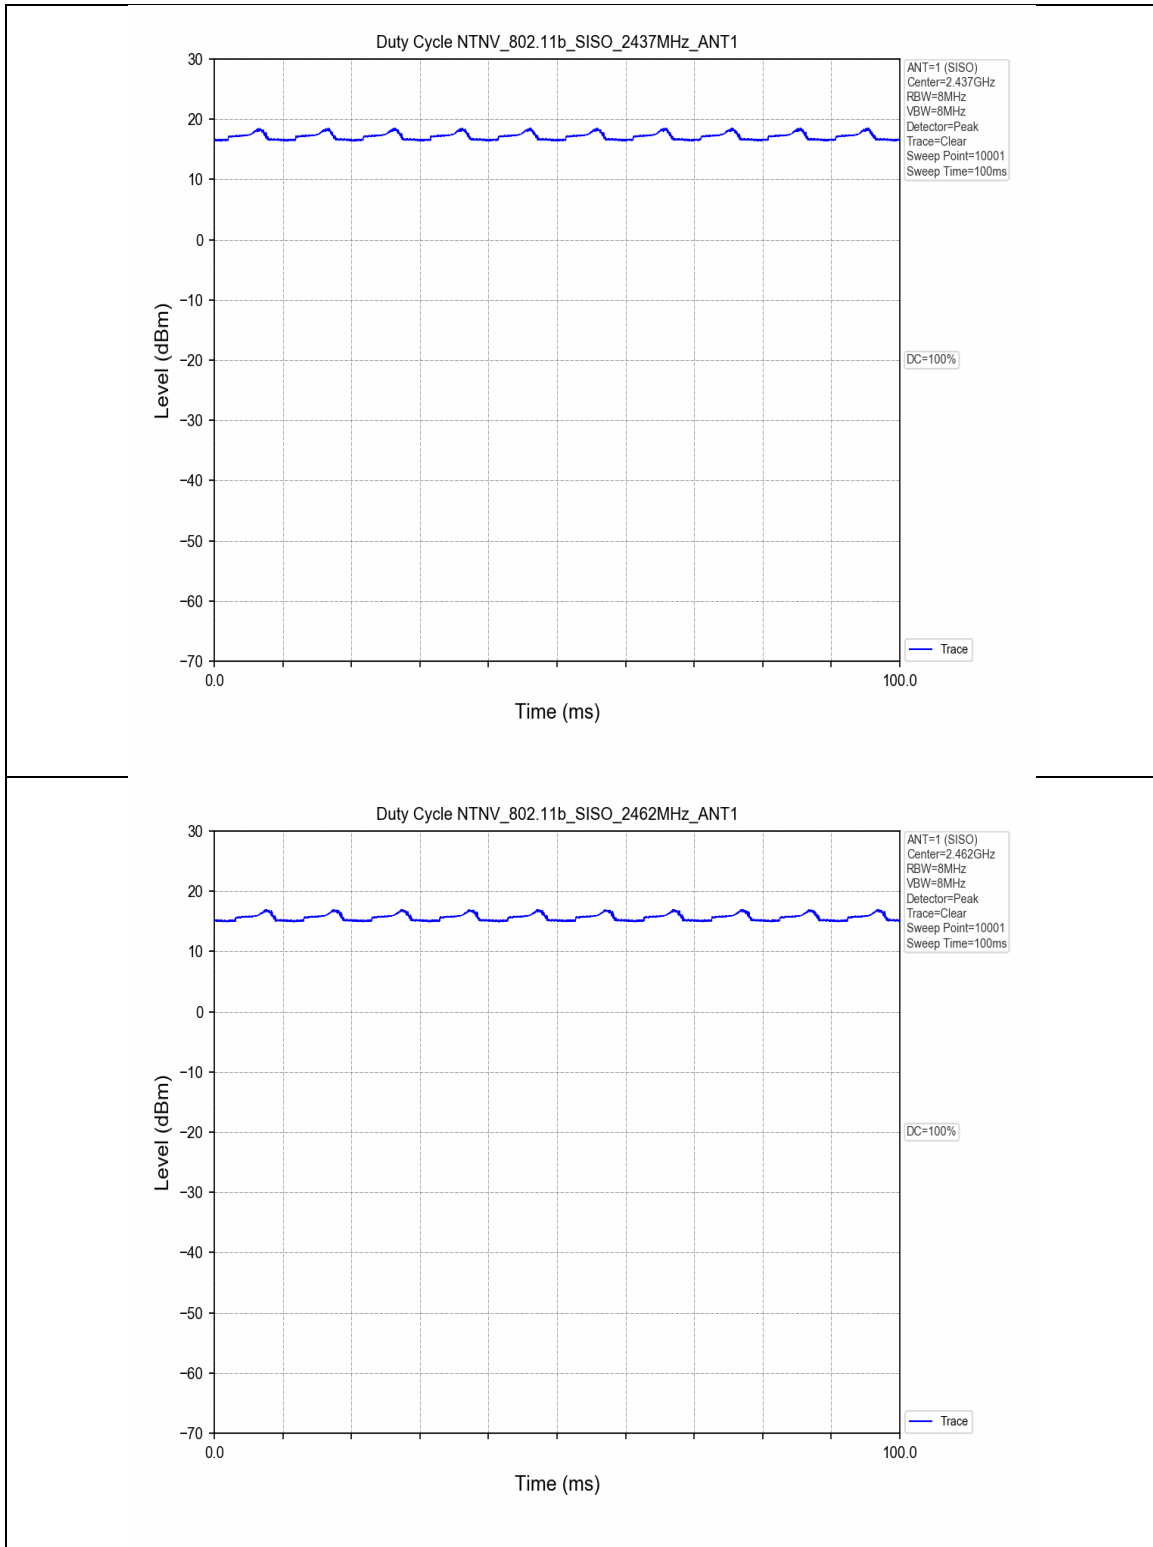 Duty Cycle NTNV_802.11b_SISO_2437MHz_ANT1
30
20
10
0
−10
−20
−30
−40
−50
−60
−70
Level (dBm)
0.0
100.0
Time (ms)
ANT=1 (SISO)
Center=2.437GHz
RBW=8MHz
VBW=8MHz
Detector=Peak
Trace=Clear
Sweep Point=10001
Sweep Time=100ms
DC=100%
Trace
Duty Cycle NTNV_802.11b_SISO_2462MHz_ANT1
30
20
10
0
−10
−20
−30
−40
−50
−60
−70
Level (dBm)
0.0
100.0
Time (ms)
ANT=1 (SISO)
Center=2.462GHz
RBW=8MHz
VBW=8MHz
Detector=Peak
Trace=Clear
Sweep Point=10001
Sweep Time=100ms
DC=100%
Trace